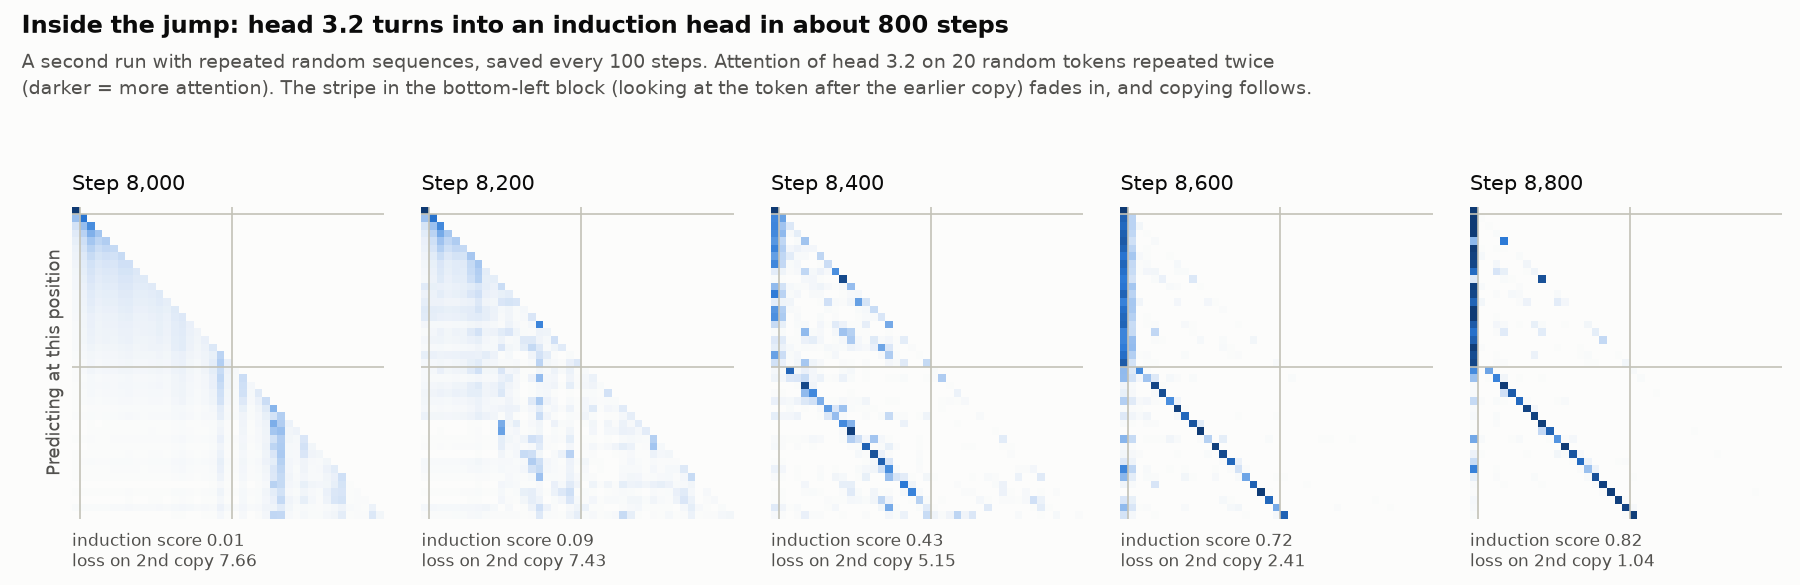 Inside the jump: head 3.2 turns into an induction head in about 800 steps
A second run with repeated random sequences, saved every 100 steps. Attention of head 3.2 on 20 random tokens repeated twice
(darker = more attention). The stripe in the bottom-left block (looking at the token after the earlier copy) fades in, and copying follows.
Step 8,000
Step 8,200
Step 8,400
Step 8,600
Step 8,800
Predicting at this position
induction score 0.01
loss on 2nd copy 7.66
induction score 0.09
loss on 2nd copy 7.43
induction score 0.43
loss on 2nd copy 5.15
induction score 0.72
loss on 2nd copy 2.41
induction score 0.82
loss on 2nd copy 1.04